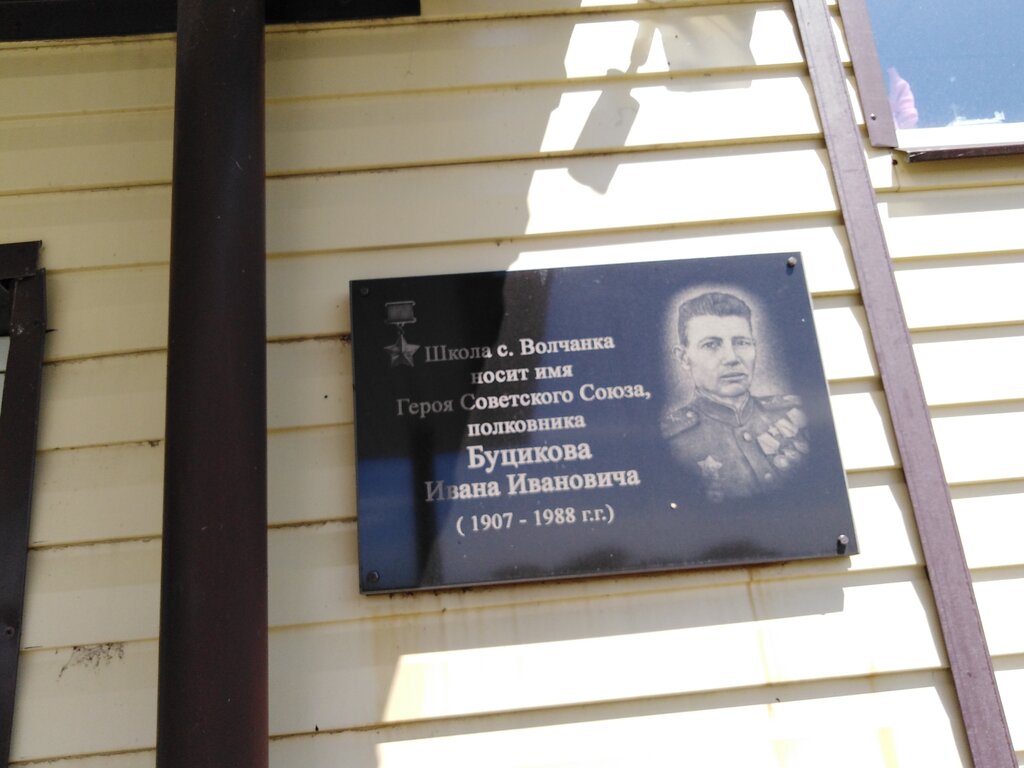 Школа с. Волчанка
носит имя
Героя Советского Союза,
полковника
Буцикова
Ивана Ивановича
( 1907 - 1988 г.г.)